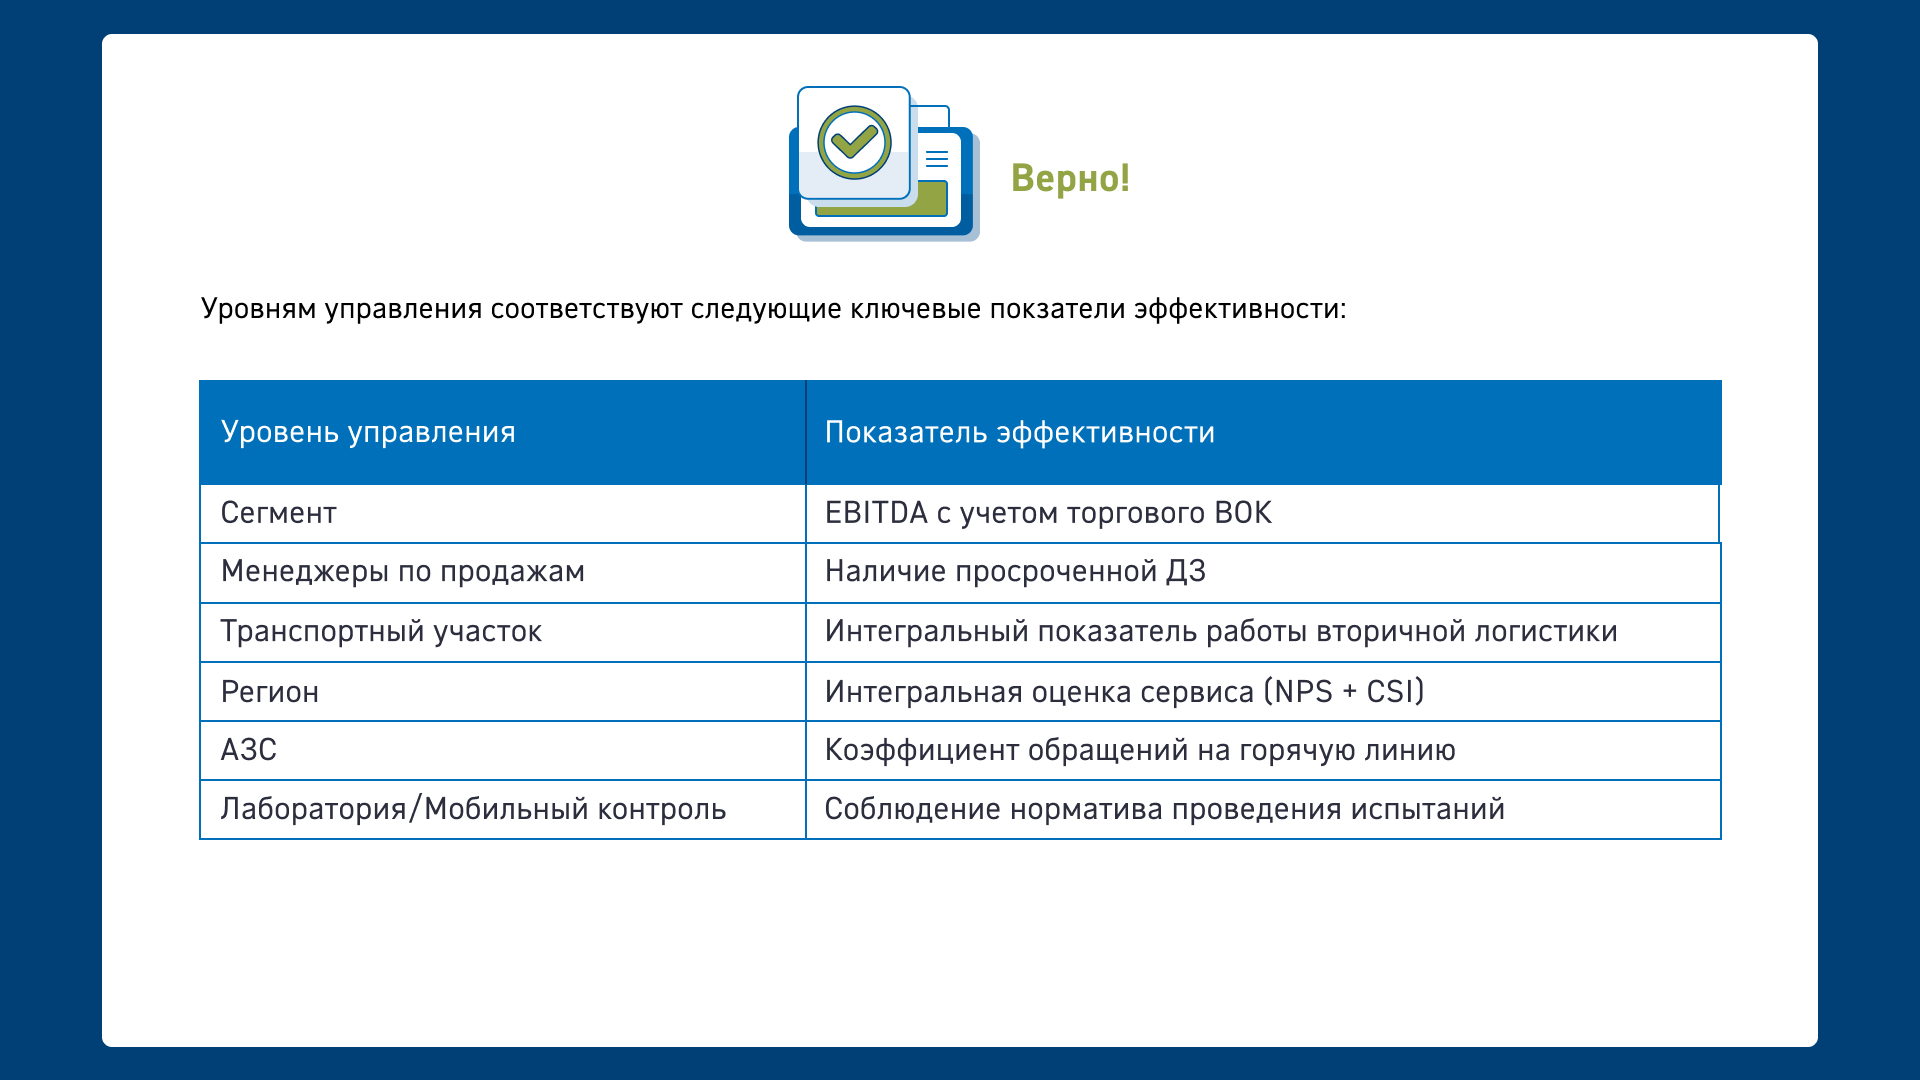 Верно!
Уровням управления соответствуют следующие ключевые покзатели эффективности:
Уровень управления Показатель эффективности
Сегмент EBITDA с учетом торгового ВОК
Менеджеры по продажам Наличие просроченной ДЗ
Транспортный участок Интегральный показатель работы вторичной логистики
Регион Интегральная оценка сервиса (NPS + CSI)
АЗС Коэффициент обращений на горячую линию
Лаборатория/Мобильный контроль Соблюдение норматива проведения испытаний